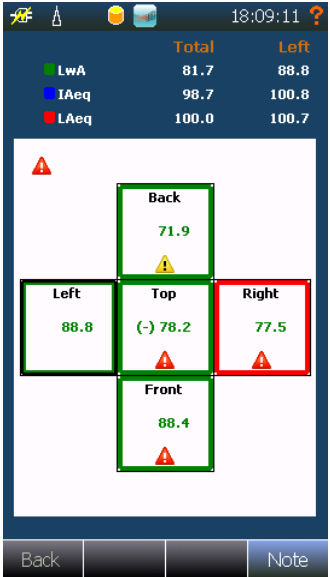 18:09:11 ?
Total Left
LwA 81.7 88.8
IAeq 98.7 100.8
LAeq 100.0 100.7
Back
71.9
Left Top Right
88.8 (-) 78.2 77.5
Front
88.4
Back Note